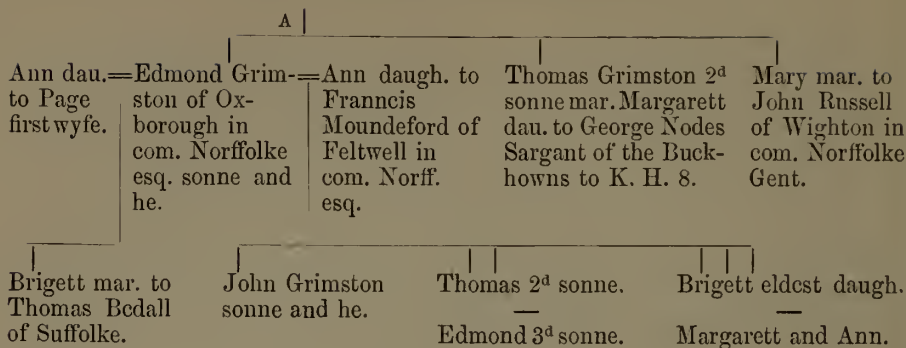 A
Ann dau.=
to Page
first wyfe.
Edmond Grim-=
ston of Ox-
borough in
com. Norffolke
esq. sonne and
he.
Ann daugh. to
Franncis
Moundeford of
Feltwell in
com. Norff.
esq.
Thomas Grimston 2d
sonne mar. Margarett
dau. to George Nodes
Sargant of the Buck-
howns to K. H. 8.
Mary mar. to
John Russell
of Wighton in
com. Norffolke
Gent.
Brigett mar. to
Thomas Bedall
of Suffolke.
John Grimston
sonne and he.
Thomas 2d sonne.
Edmond 3d sonne.
Brigett eldest daugh.
Margarett and Ann.